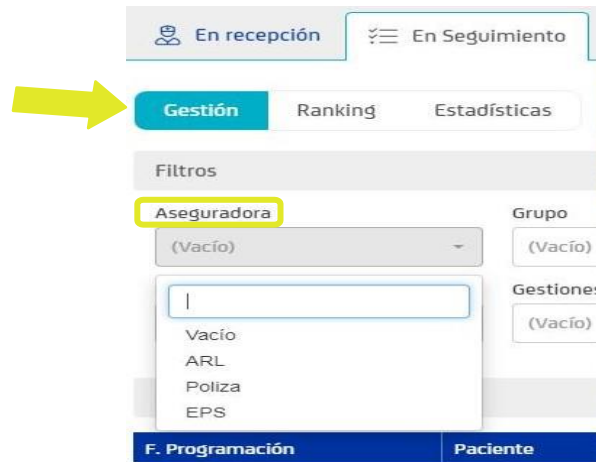 En recepción En Seguimiento
Gestión Ranking Estadísticas
Filtros
Aseguradora Grupo
(Vacío) (Vacío)
Gestiones
(Vacío)
Vacío
ARL
Poliza
EPS
F. Programación Paciente